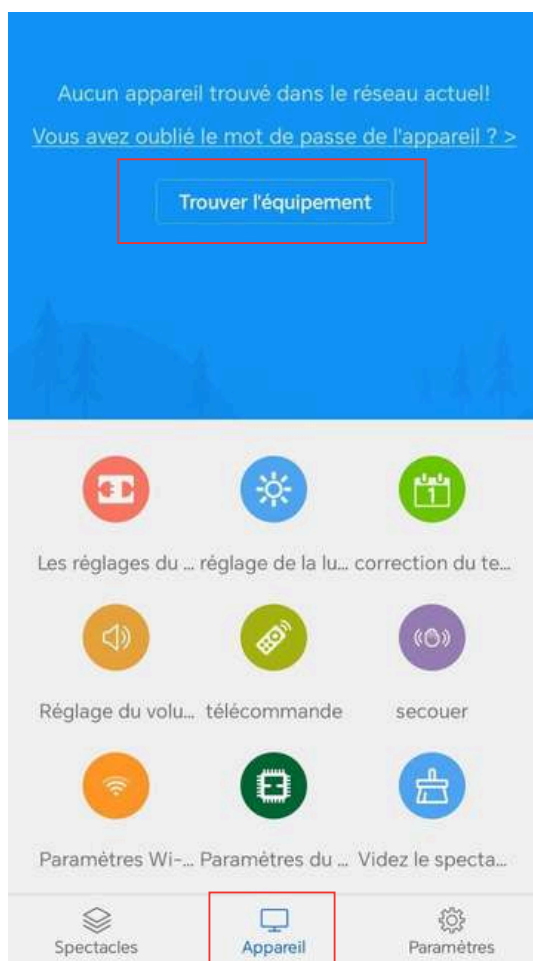 Aucun appareil trouvé dans le réseau actuel!
Vous avez oublié le mot de passe de l'appareil ? >
Trouver l'équipement
1
Les réglages du ... réglage de la lu... correction du te...
Réglage du volu... télécommande secouer
Paramètres Wi-... Paramètres du ... Videz le specta...
Spectacles Appareil Paramètres